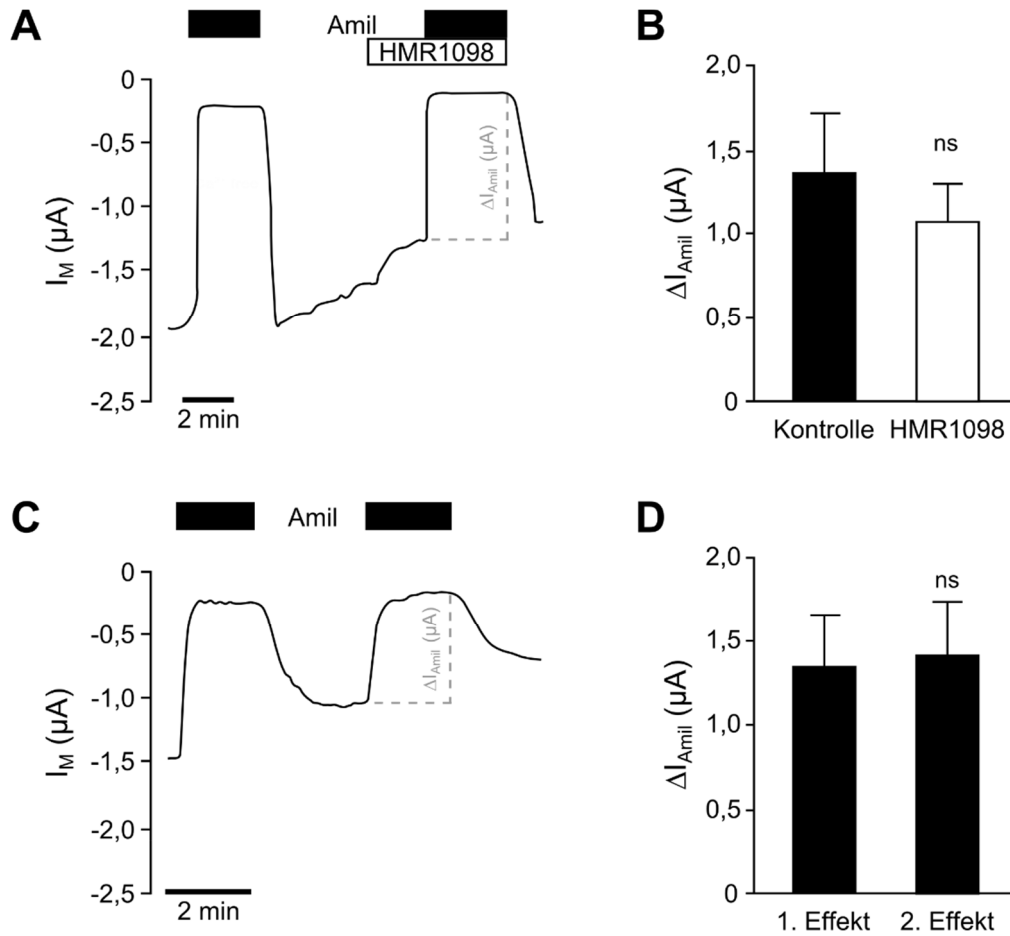 A
Amil
HMR1098
0
-0,5
-1,0
-1,5
-2,0
-2,5
I_M (µA)
ΔI_Amil (µA)
2 min
B
2,0
1,5
1,0
0,5
0
ΔI_Amil (µA)
ns
Kontrolle HMR1098
C
Amil
0
-0,5
-1,0
-1,5
-2,0
-2,5
I_M (µA)
ΔI_Amil (µA)
2 min
D
2,0
1,5
1,0
0,5
0
ΔI_Amil (µA)
ns
1. Effekt 2. Effekt